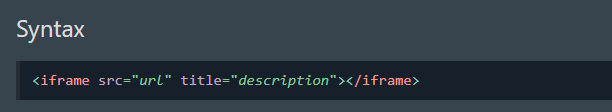 Syntax
<iframe src="url" title="description"></iframe>